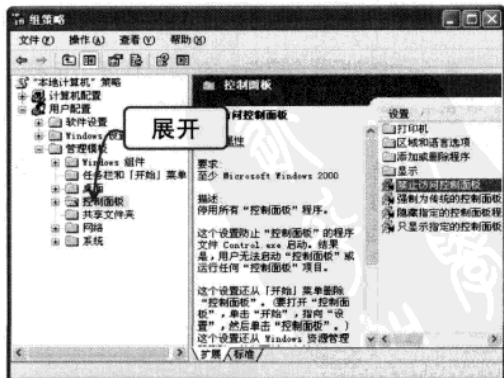 组策略
文件(F) 操作(A) 查看(V) 帮助(H)
“本地计算机” 策略
计算机配置
用户配置
软件设置
Windows
管理模板
Windows 组件
任务栏和「开始」菜单
桌面
控制面板
共享文件夹
网络
系统
展开
控制面板
问控制面板
属性
要求:
至少 Microsoft Windows 2000
描述:
停用所有 “控制面板” 程序。
这个设置防止 “控制面板” 的程序
文件 Control.exe 启动。结果
是, 用户无法启动 “控制面板” 或
运行任何 “控制面板” 项目。
这个设置还从「开始」菜单删除
“控制面板”。(要打开 “控制面
板”, 单击 “开始”, 指向 “设
置”, 然后单击 “控制面板”。)
这个设置还从 Windows 资源管理
设置
打印机
区域和语言选项
添加或删除程序
显示
禁止访问控制面板
强制为传统的控制面板
隐藏指定的控制面板程
只显示指定的控制面板
扩展 标准